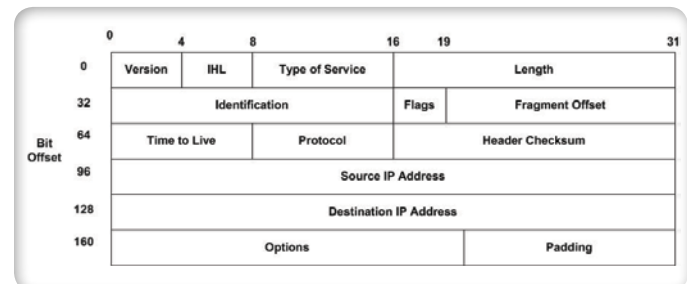 0 4 8 16 19 31
0 Version IHL Type of Service Length
32 Identification Flags Fragment Offset
64 Time to Live Protocol Header Checksum
Bit
Offset
96 Source IP Address
128 Destination IP Address
160 Options Padding